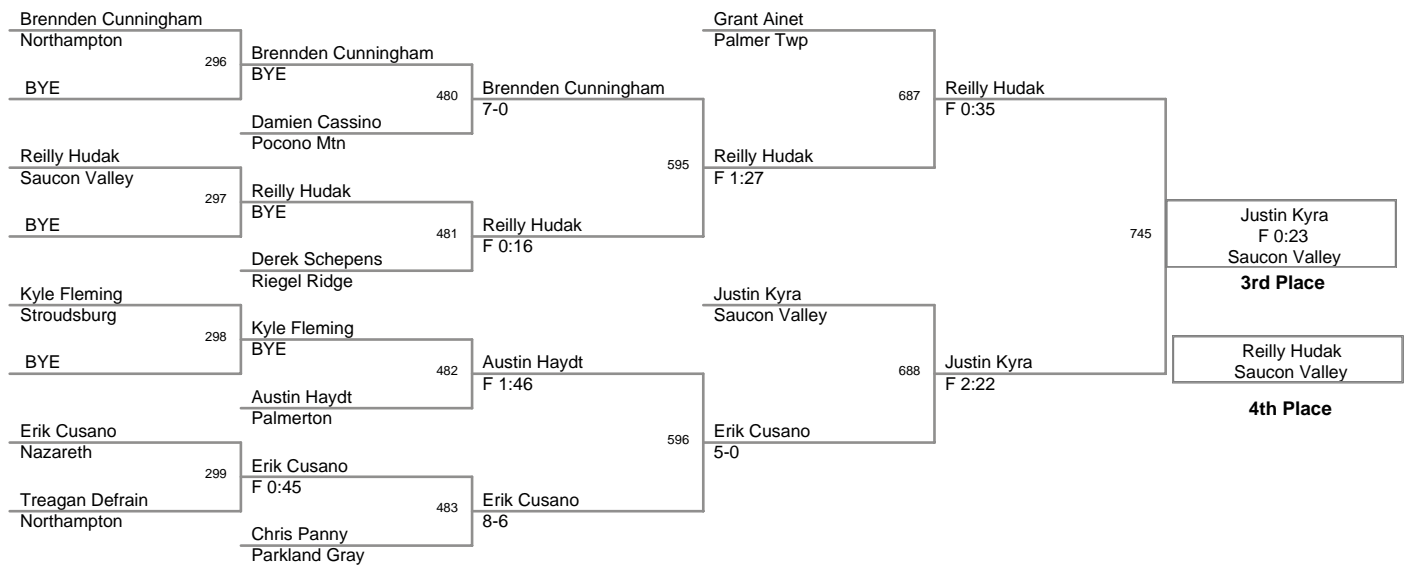 Brennden Cunningham
Northampton
296
BYE
Reilly Hudak
Saucon Valley
297
BYE
Kyle Fleming
Stroudsburg
298
BYE
Erik Cusano
Nazareth
299
Treagan Defrain
Northampton
Brennden Cunningham
BYE
480
Damien Cassino
Pocono Mtn
Reilly Hudak
BYE
481
Derek Schepens
Riegel Ridge
Kyle Fleming
BYE
482
Austin Haydt
Palmerton
Erik Cusano
F 0:45
483
Chris Panny
Parkland Gray
Brennden Cunningham
7-0
595
Reilly Hudak
F 0:16
Austin Haydt
F 1:46
596
Erik Cusano
8-6
Grant Ainet
Palmer Twp
687
Reilly Hudak
F 1:27
Justin Kyra
Saucon Valley
688
Erik Cusano
5-0
Reilly Hudak
F 0:35
745
Justin Kyra
F 2:22
Justin Kyra
F 0:23
Saucon Valley
3rd Place
Reilly Hudak
Saucon Valley
4th Place